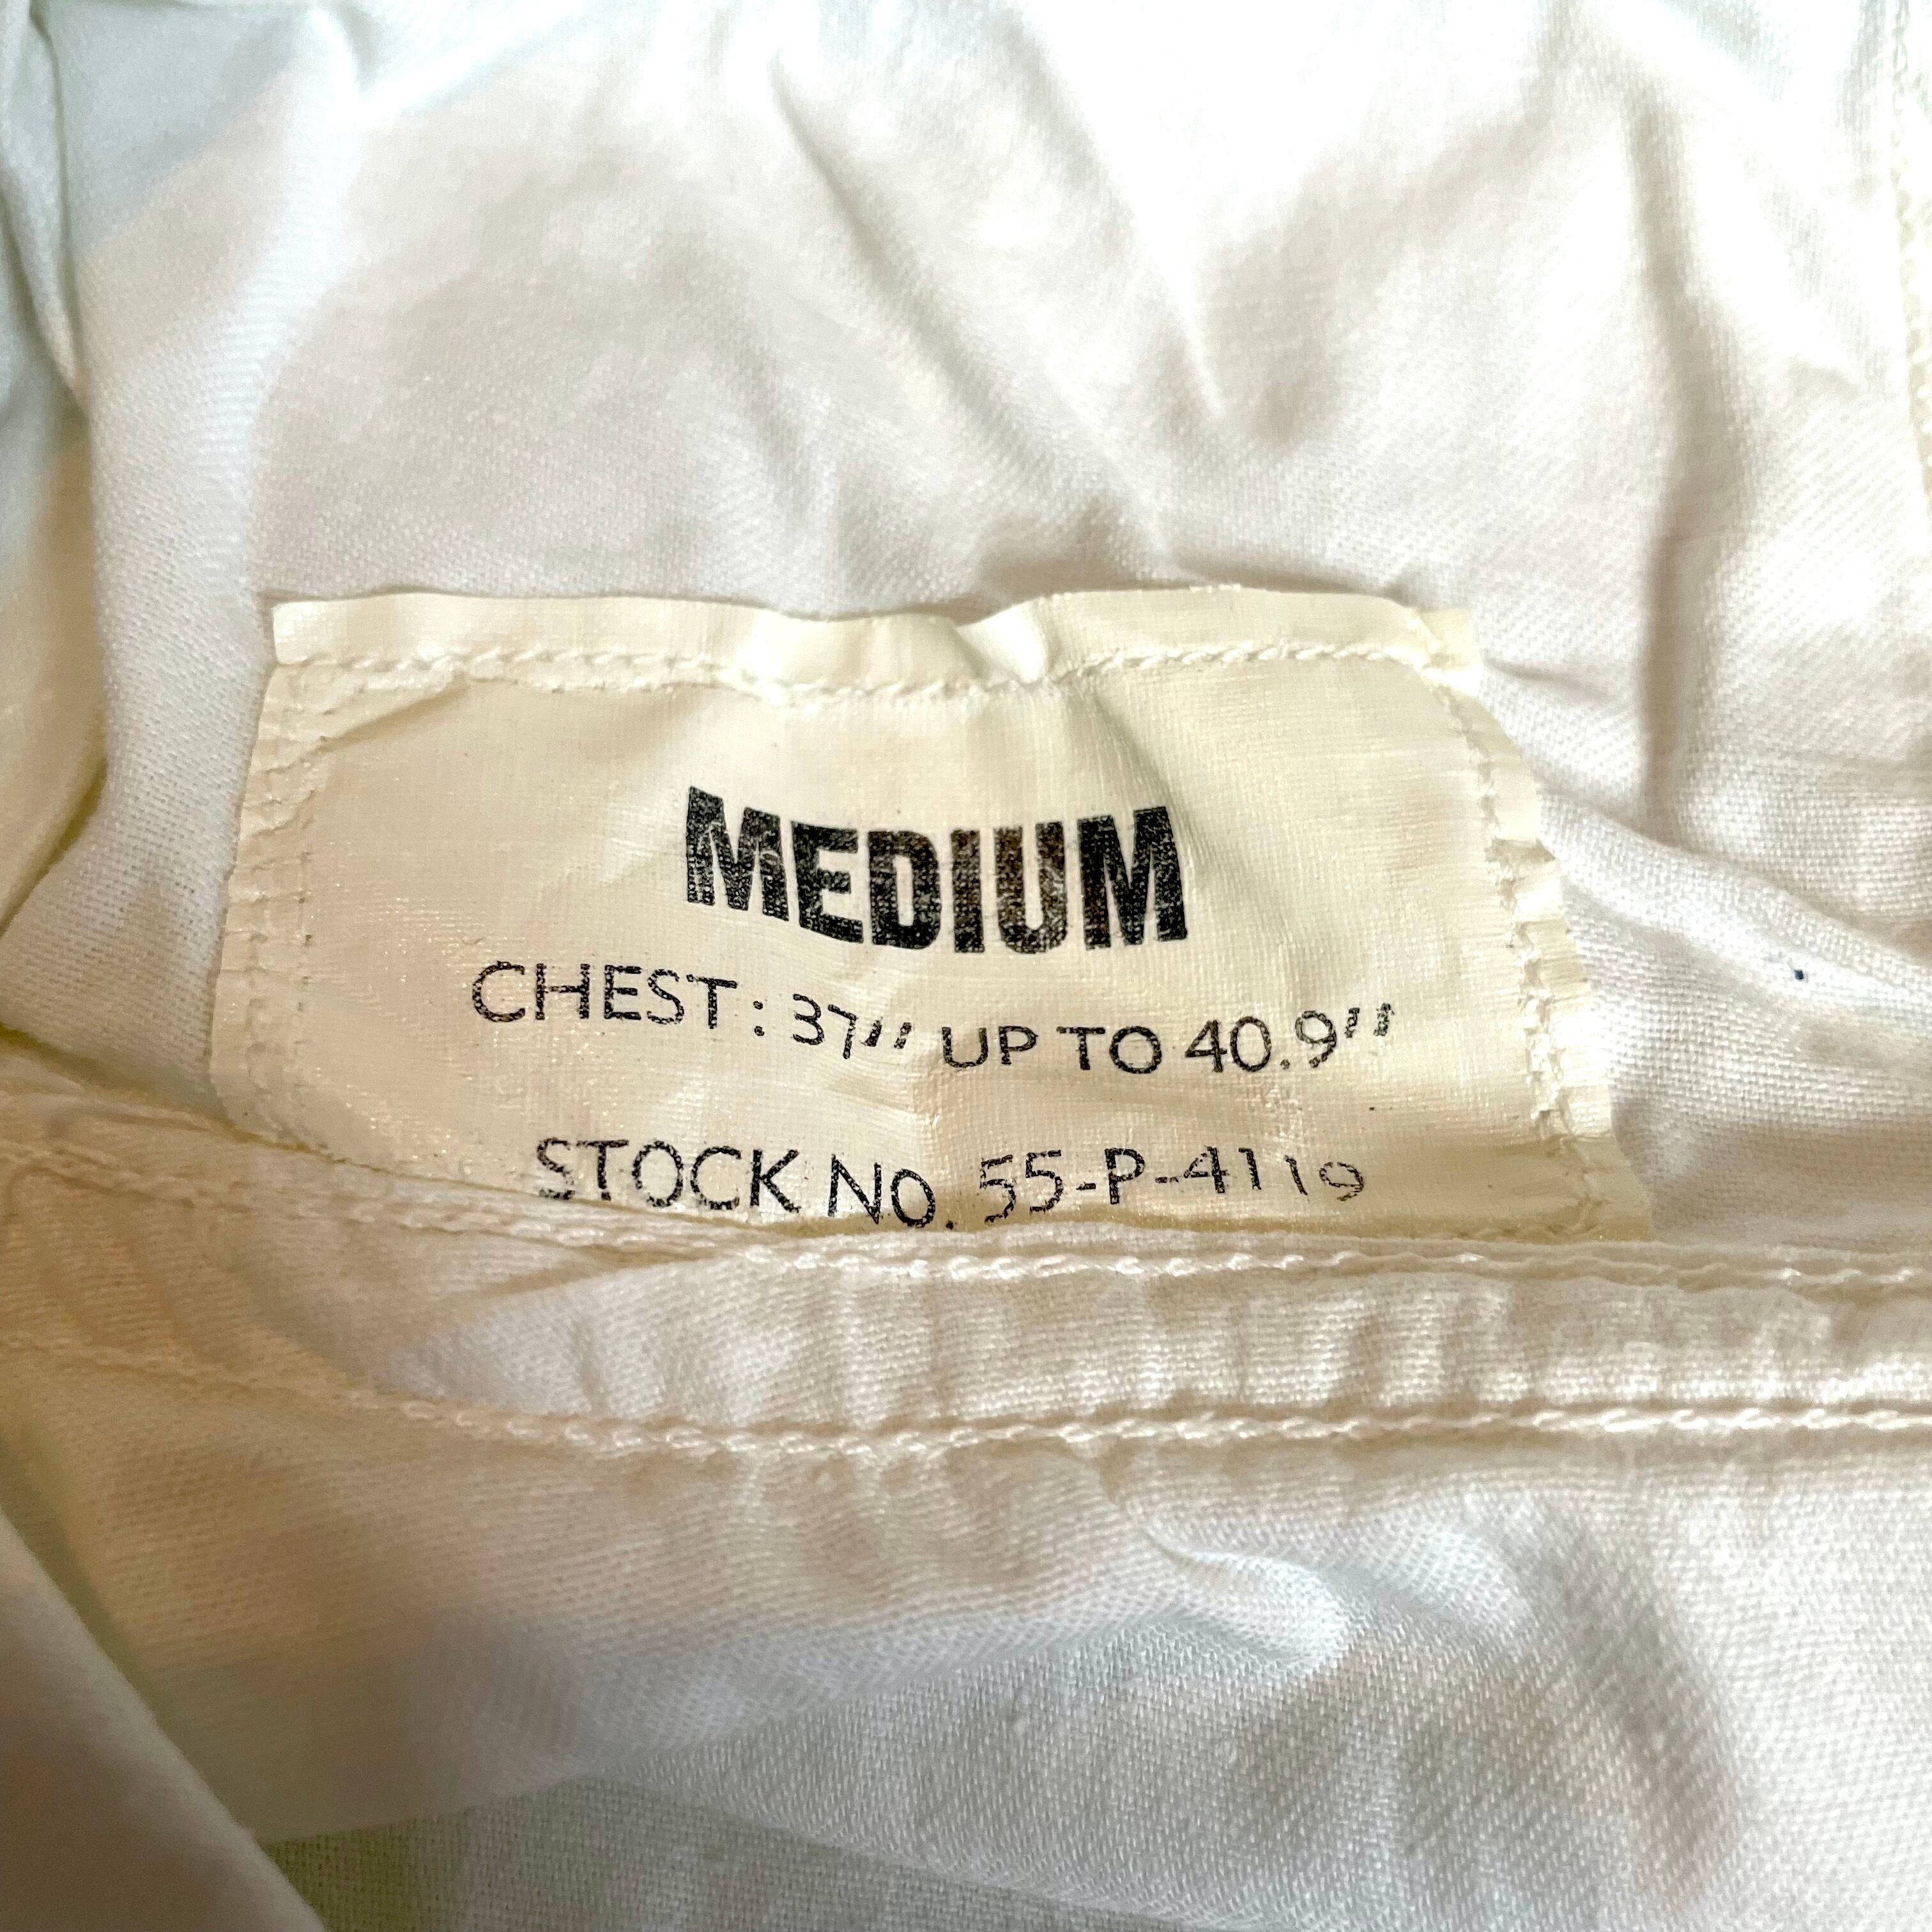 MEDIUM
CHEST: 37" UP TO 40.9"
STOCK NO. 55-P-4119